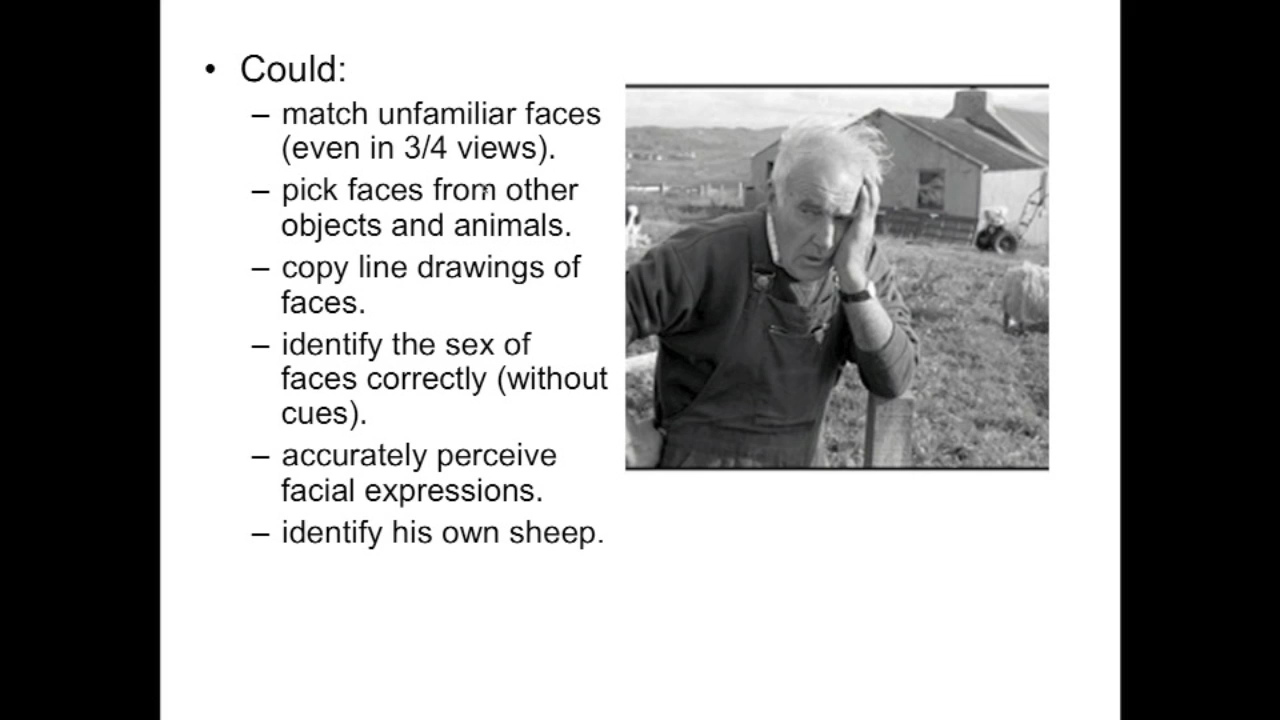 • Could:
– match unfamiliar faces
(even in 3/4 views).
– pick faces from other
objects and animals.
– copy line drawings of
faces.
– identify the sex of
faces correctly (without
cues).
– accurately perceive
facial expressions.
– identify his own sheep.